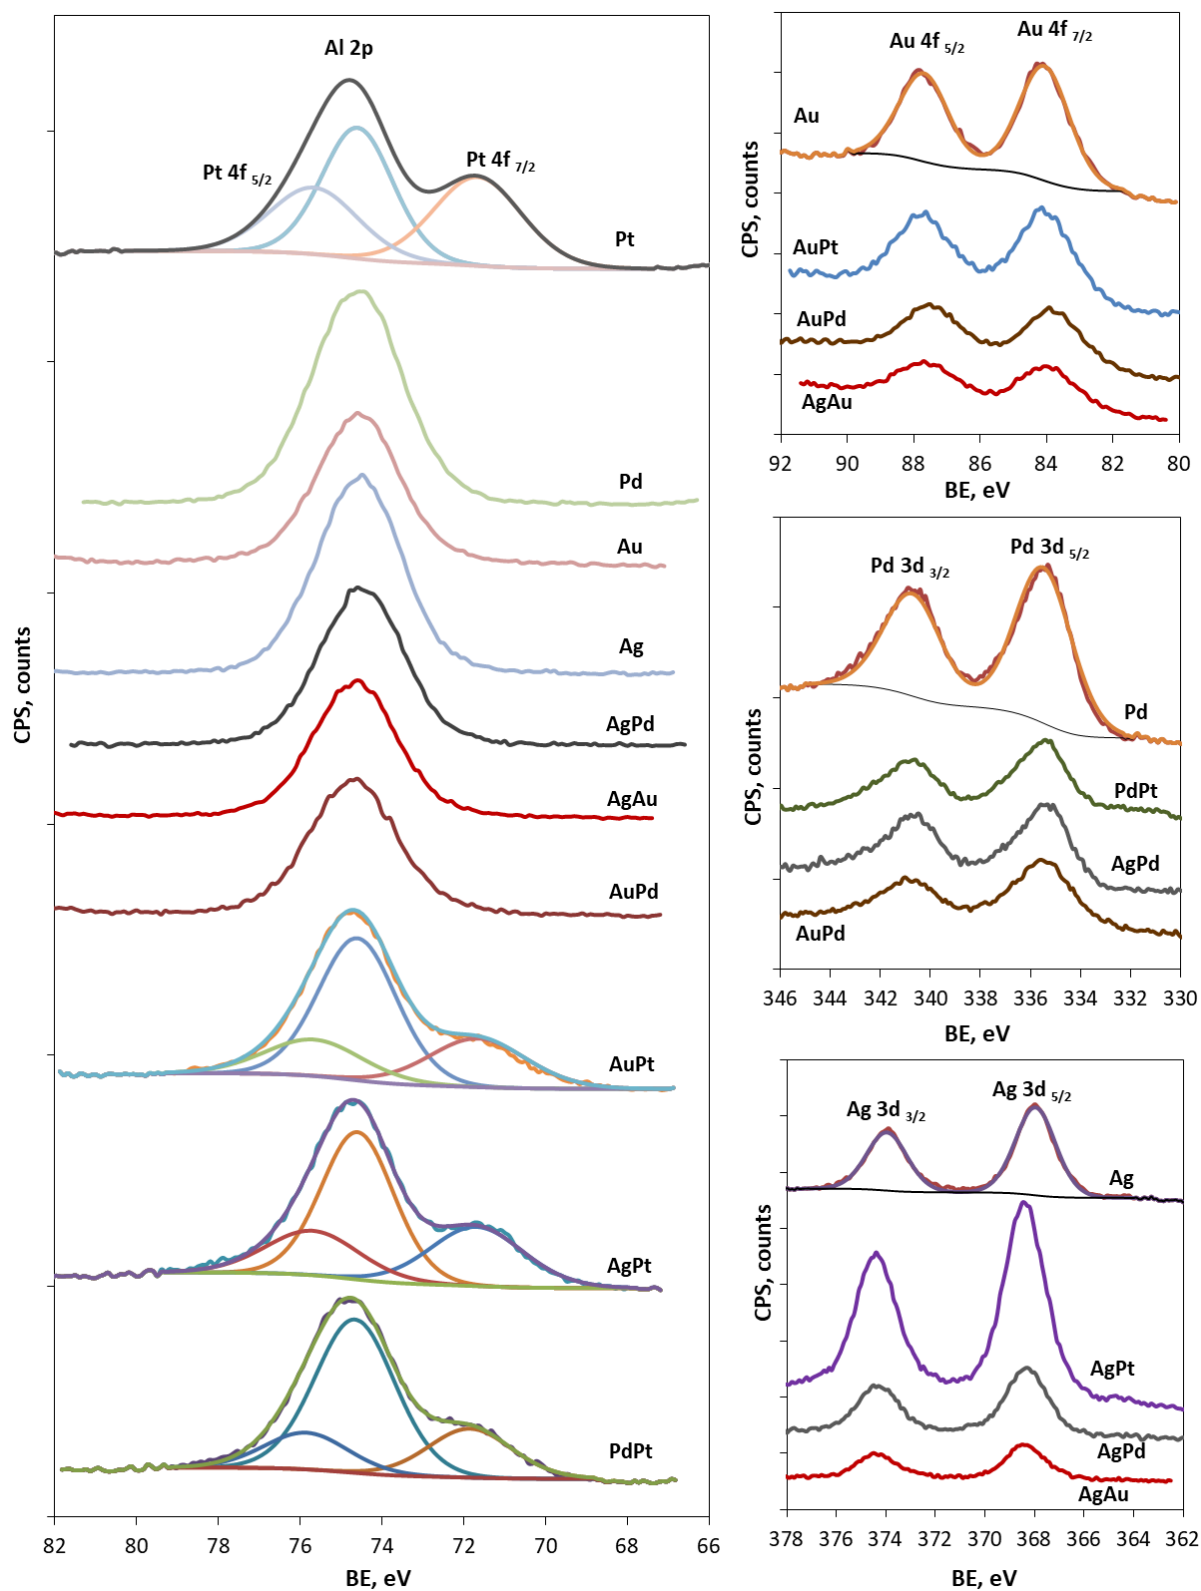 Al 2p
Pt 4f 5/2
Pt 4f 7/2
Pt
Pd
Au
Ag
AgPd
AgAu
AuPd
AuPt
AgPt
PdPt
CPS, counts
82 80 78 76 74 72 70 68 66
BE, eV
Au 4f 5/2
Au 4f 7/2
Au
AuPt
AuPd
AgAu
CPS, counts
92 90 88 86 84 82 80
BE, eV
Pd 3d 3/2
Pd 3d 5/2
Pd
PdPt
AgPd
AuPd
CPS, counts
346 344 342 340 338 336 334 332 330
BE, eV
Ag 3d 3/2
Ag 3d 5/2
Ag
AgPt
AgPd
AgAu
CPS, counts
378 376 374 372 370 368 366 364 362
BE, eV